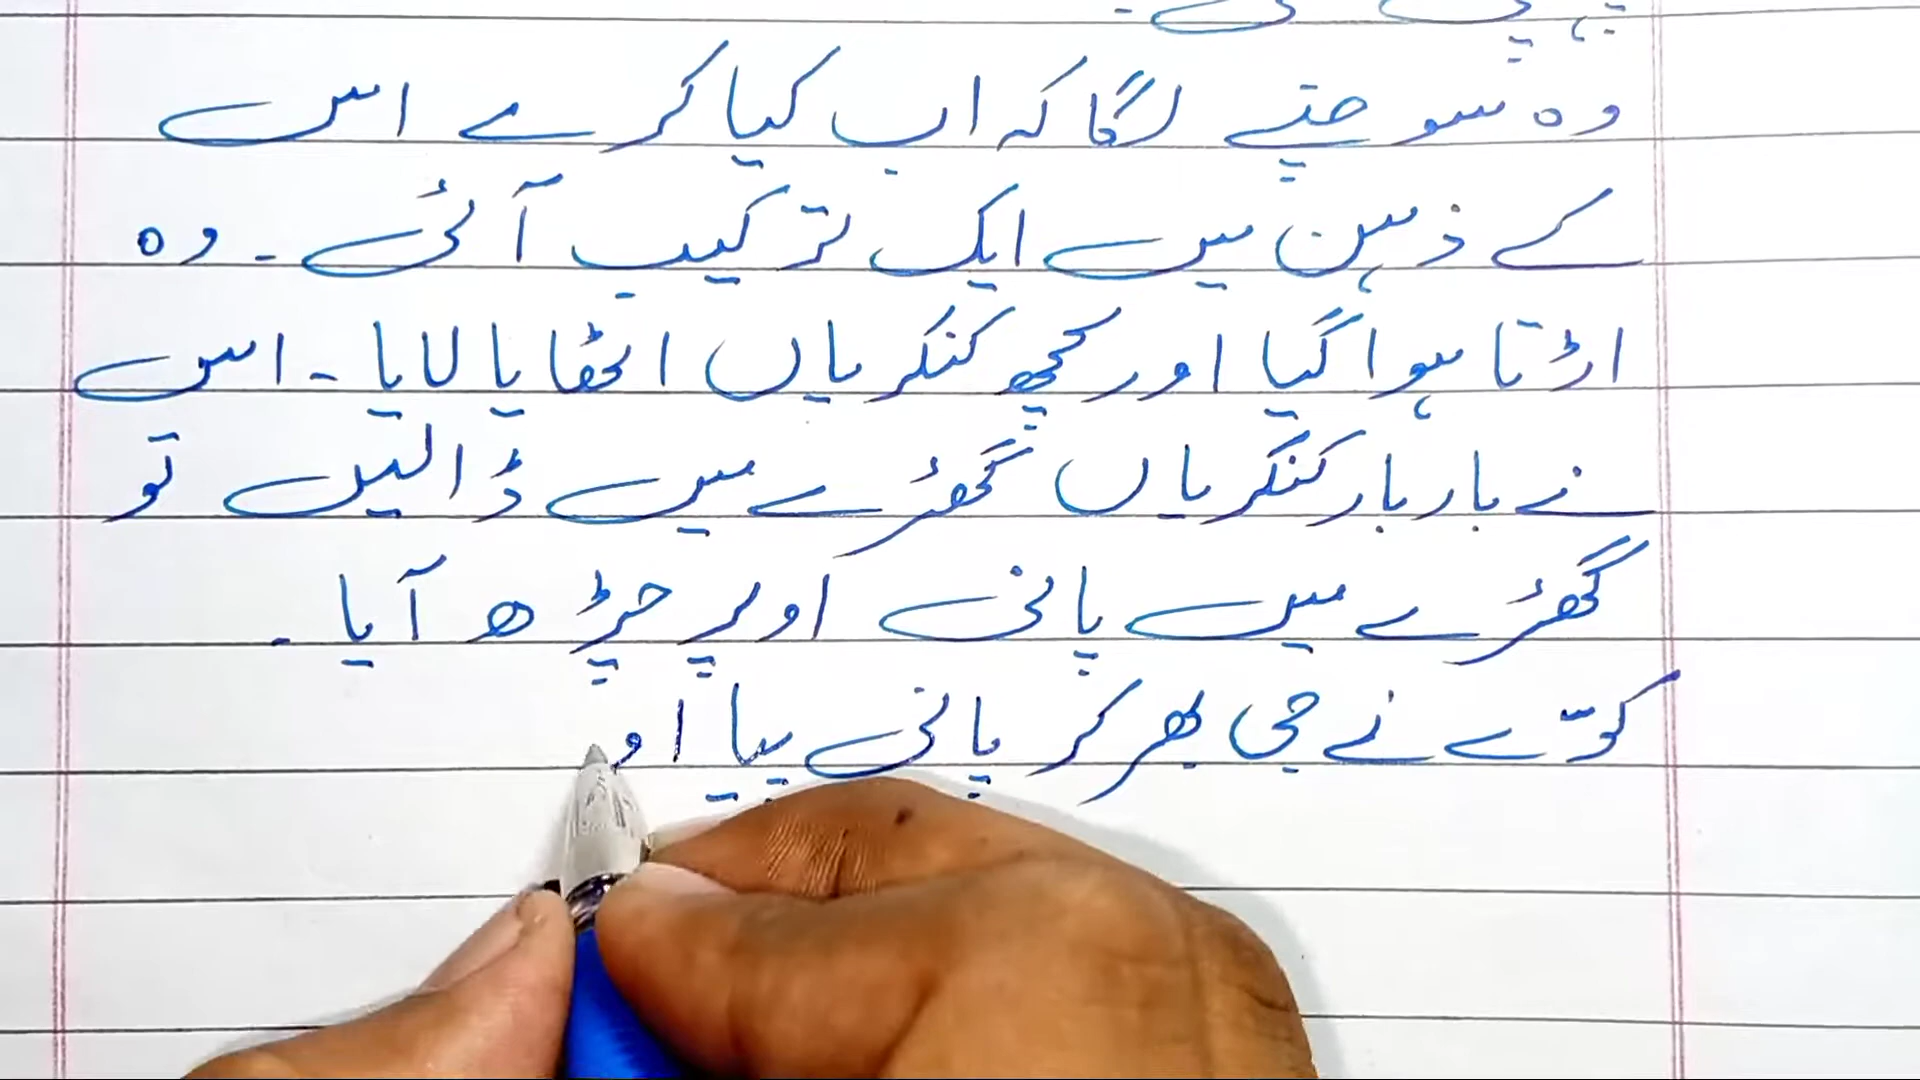 وہ سوچنے لگا کہ اب کیا کرے اس
کے ذہن میں ایک ترکیب آئی ۔ وہ
اڑتا ہوا گیا اور کچھ کنکریاں اٹھا یا لایا ۔ اس
نے بار بار کنکریاں گھڑے میں ڈالیں تو
گھڑے میں پانی اوپر چڑھ آیا ۔
کوّے نے جی بھر کر پانی پیا او